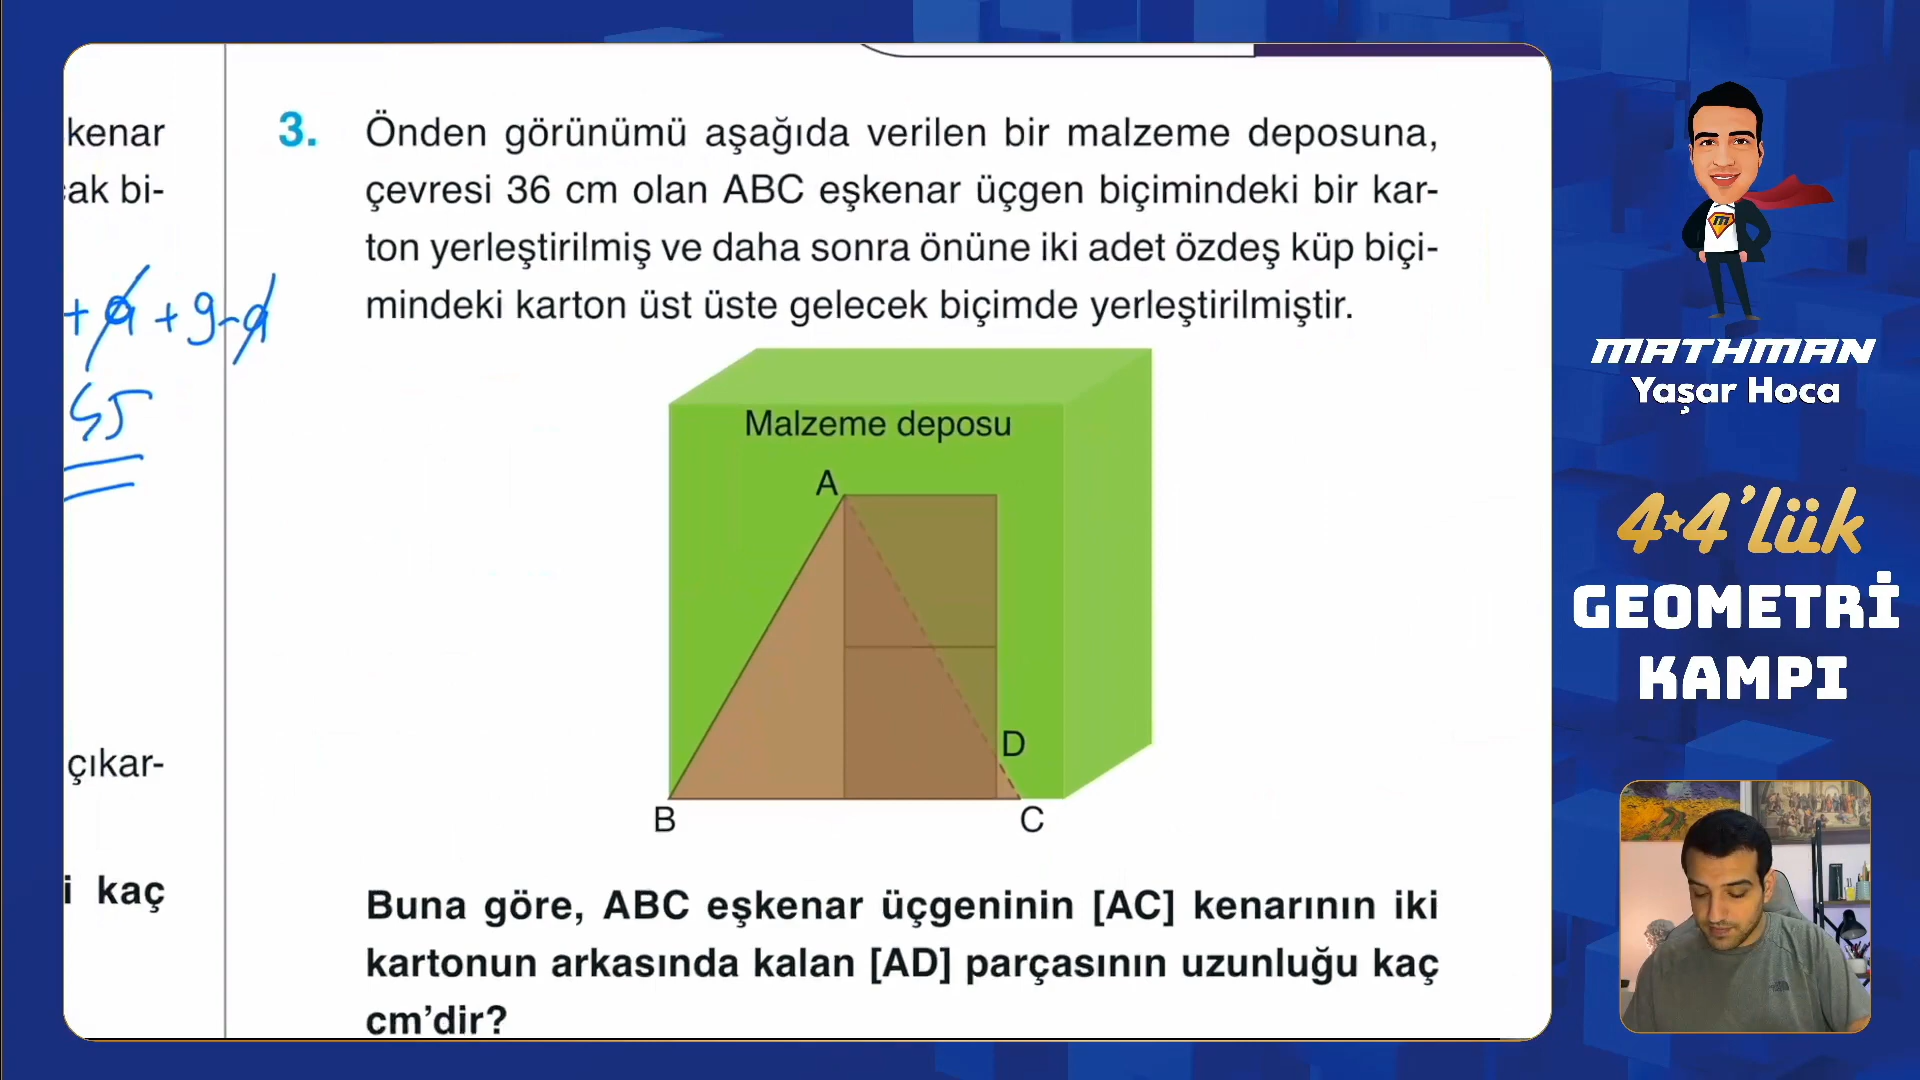 kenar
ak bi-
+ a + 9 - a
45
çıkar-
i kaç
3. Önden görünümü aşağıda verilen bir malzeme deposuna,
çevresi 36 cm olan ABC eşkenar üçgen biçimindeki bir kar-
ton yerleştirilmiş ve daha sonra önüne iki adet özdeş küp biçi-
mindeki karton üst üste gelecek biçimde yerleştirilmiştir.
Malzeme deposu
A
D
B
C
Buna göre, ABC eşkenar üçgeninin [AC] kenarının iki
kartonun arkasında kalan [AD] parçasının uzunluğu kaç
cm'dir?
m
MATHMAN
Yaşar Hoca
4★4'lük
GEOMETRİ
KAMPI